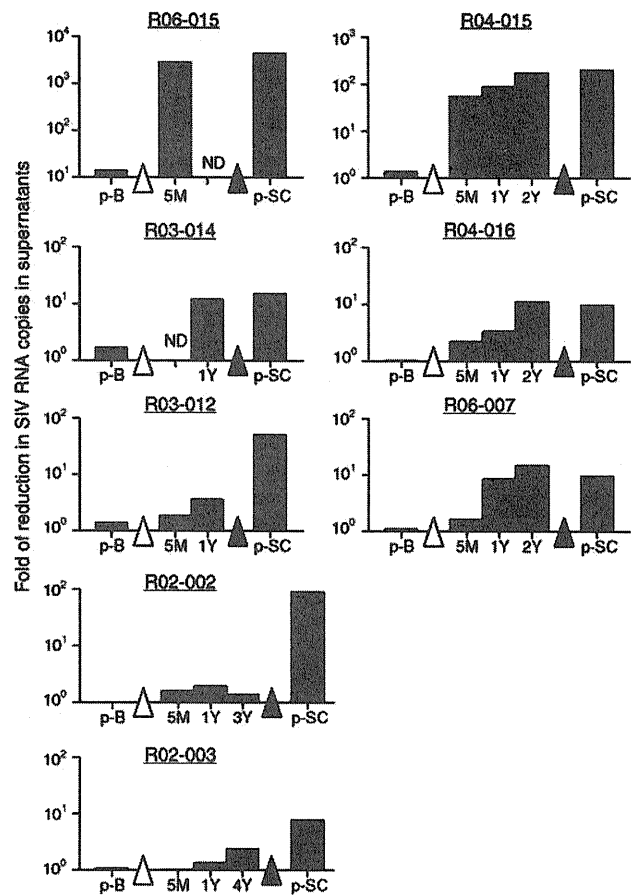 Fold of reduction in SIV RNA copies in supernatants
R06-015
10⁴
10³
10²
10¹
ND
p-B 5M p-SC
R04-015
10³
10²
10¹
10⁰
p-B 5M 1Y 2Y p-SC
R03-014
10²
10¹
10⁰
ND
p-B 1Y p-SC
R04-016
10²
10¹
10⁰
p-B 5M 1Y 2Y p-SC
R03-012
10²
10¹
10⁰
p-B 5M 1Y p-SC
R06-007
10²
10¹
10⁰
p-B 5M 1Y 2Y p-SC
R02-002
10²
10¹
10⁰
p-B 5M 1Y 3Y p-SC
R02-003
10²
10¹
10⁰
p-B 5M 1Y 4Y p-SC